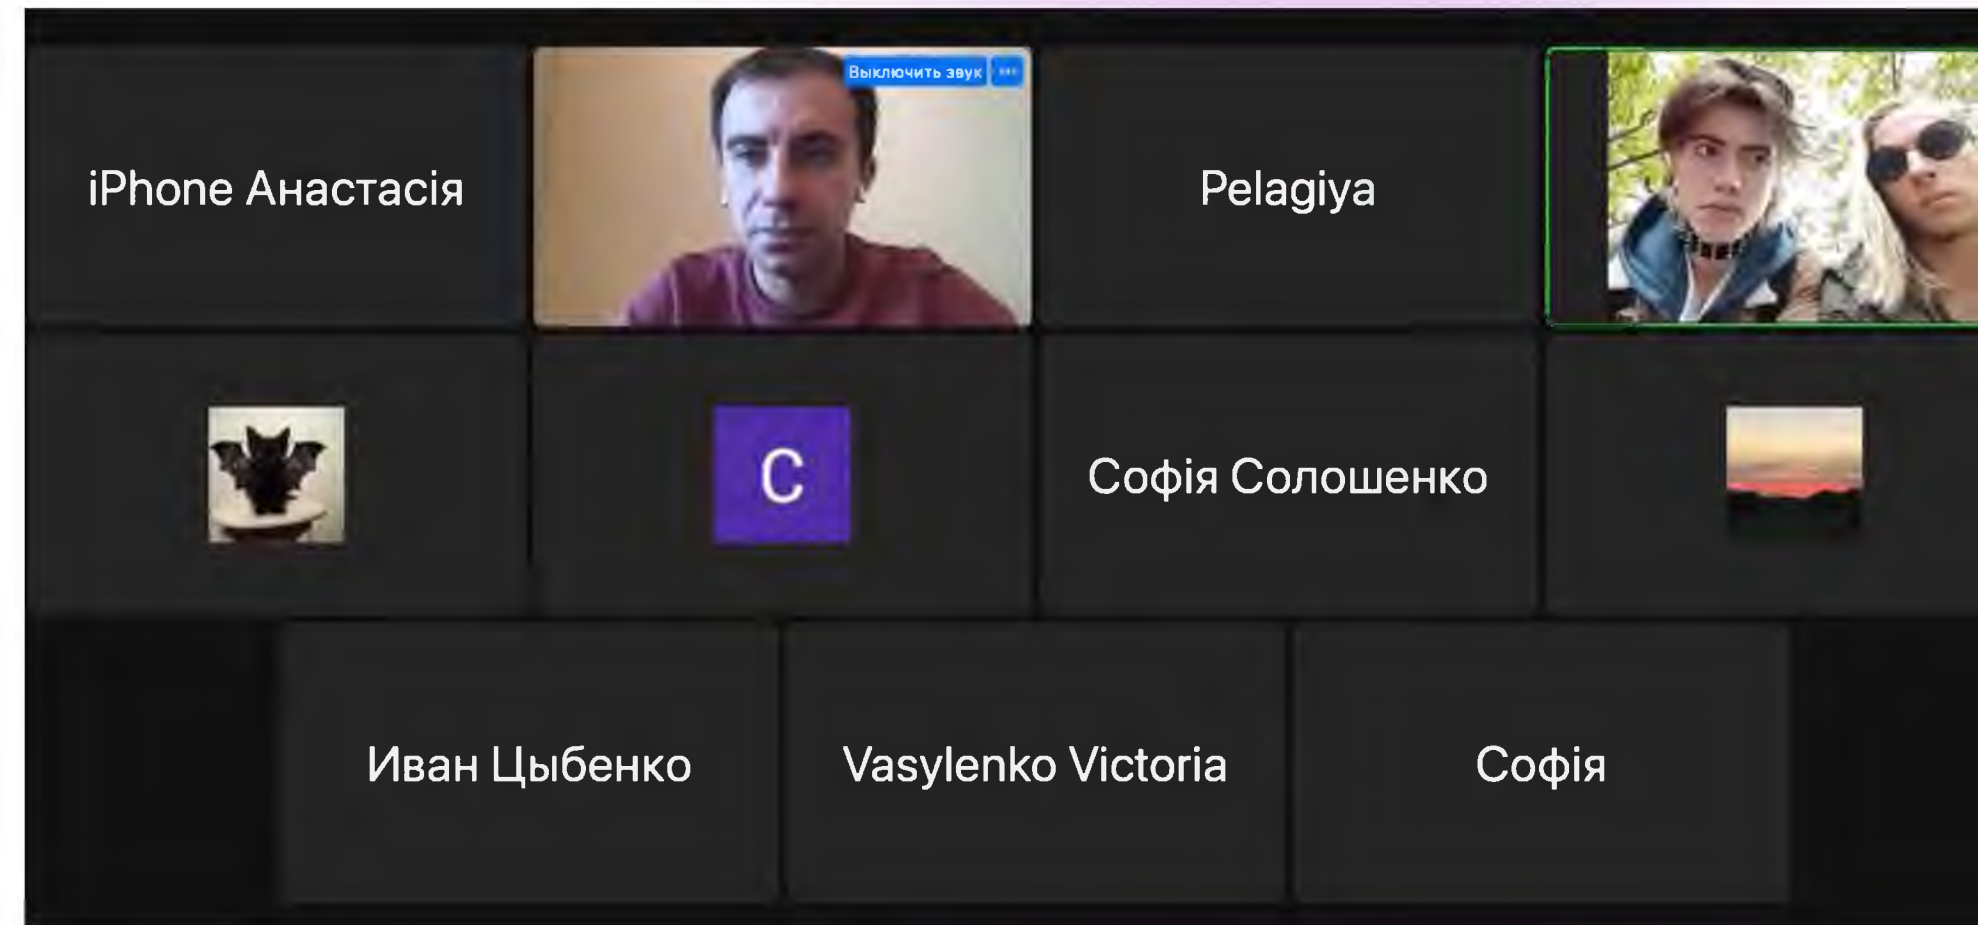 iPhone Анастасія
Выключить звук ...
Pelagiya
C
Софія Солошенко
Иван Цыбенко
Vasylenko Victoria
Софія